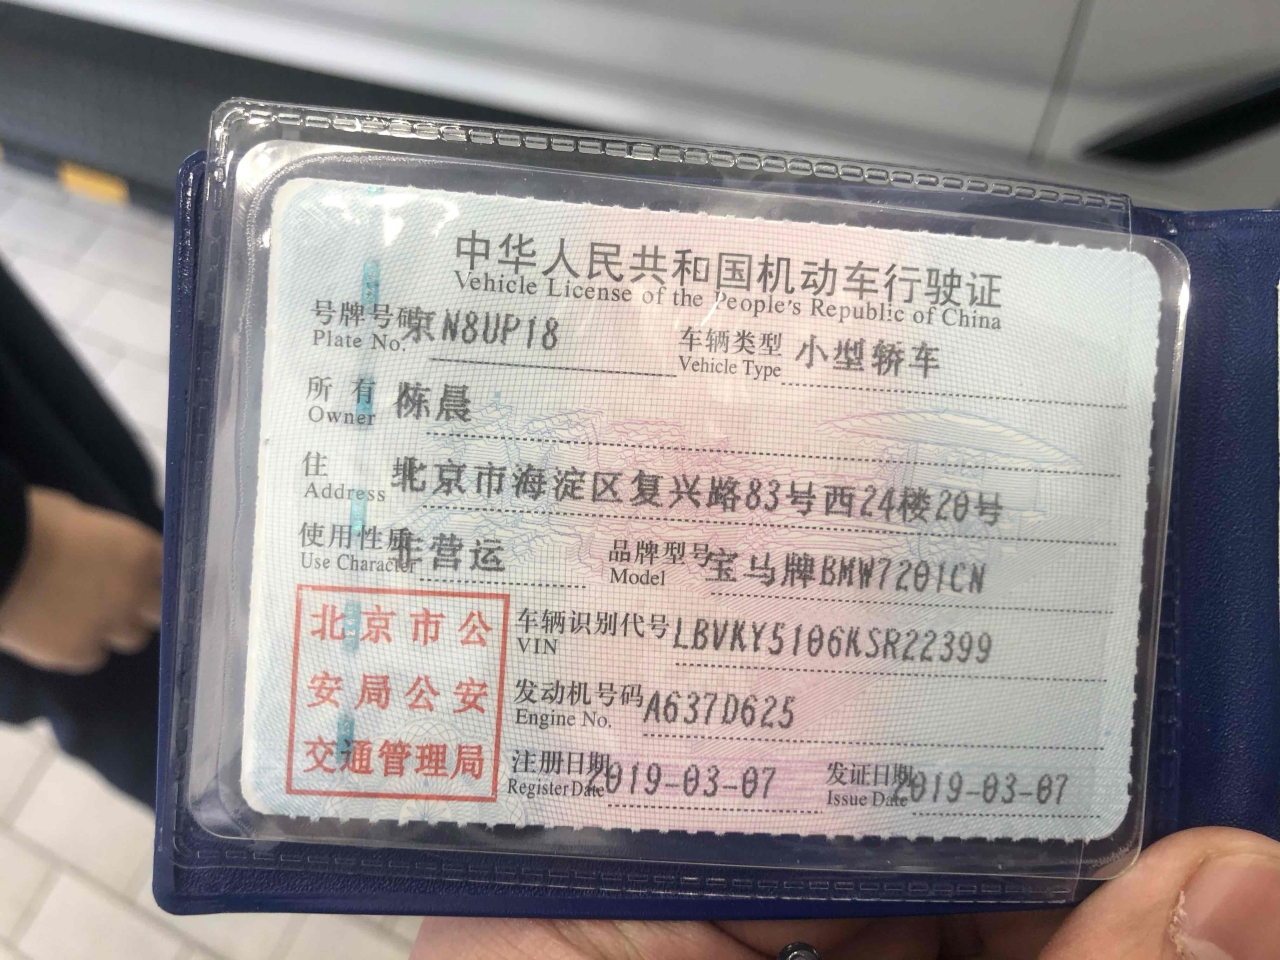 中华人民共和国机动车行驶证
Vehicle License of the People's Republic of China
号牌号码 京N8UP18 车辆类型 小型轿车
Plate No. Vehicle Type
所有 陈晨
Owner
住 北京市海淀区复兴路83号西24楼20号
Address
使用性质 非营运 品牌型号 宝马牌BMW7201CN
Use Character Model
车辆识别代号 LBVKY5106KSR22399
VIN
发动机号码 A637D625
Engine No.
注册日期 2019-03-07 发证日期 2019-03-07
Register Date Issue Date
北京市公
安局公安
交通管理局